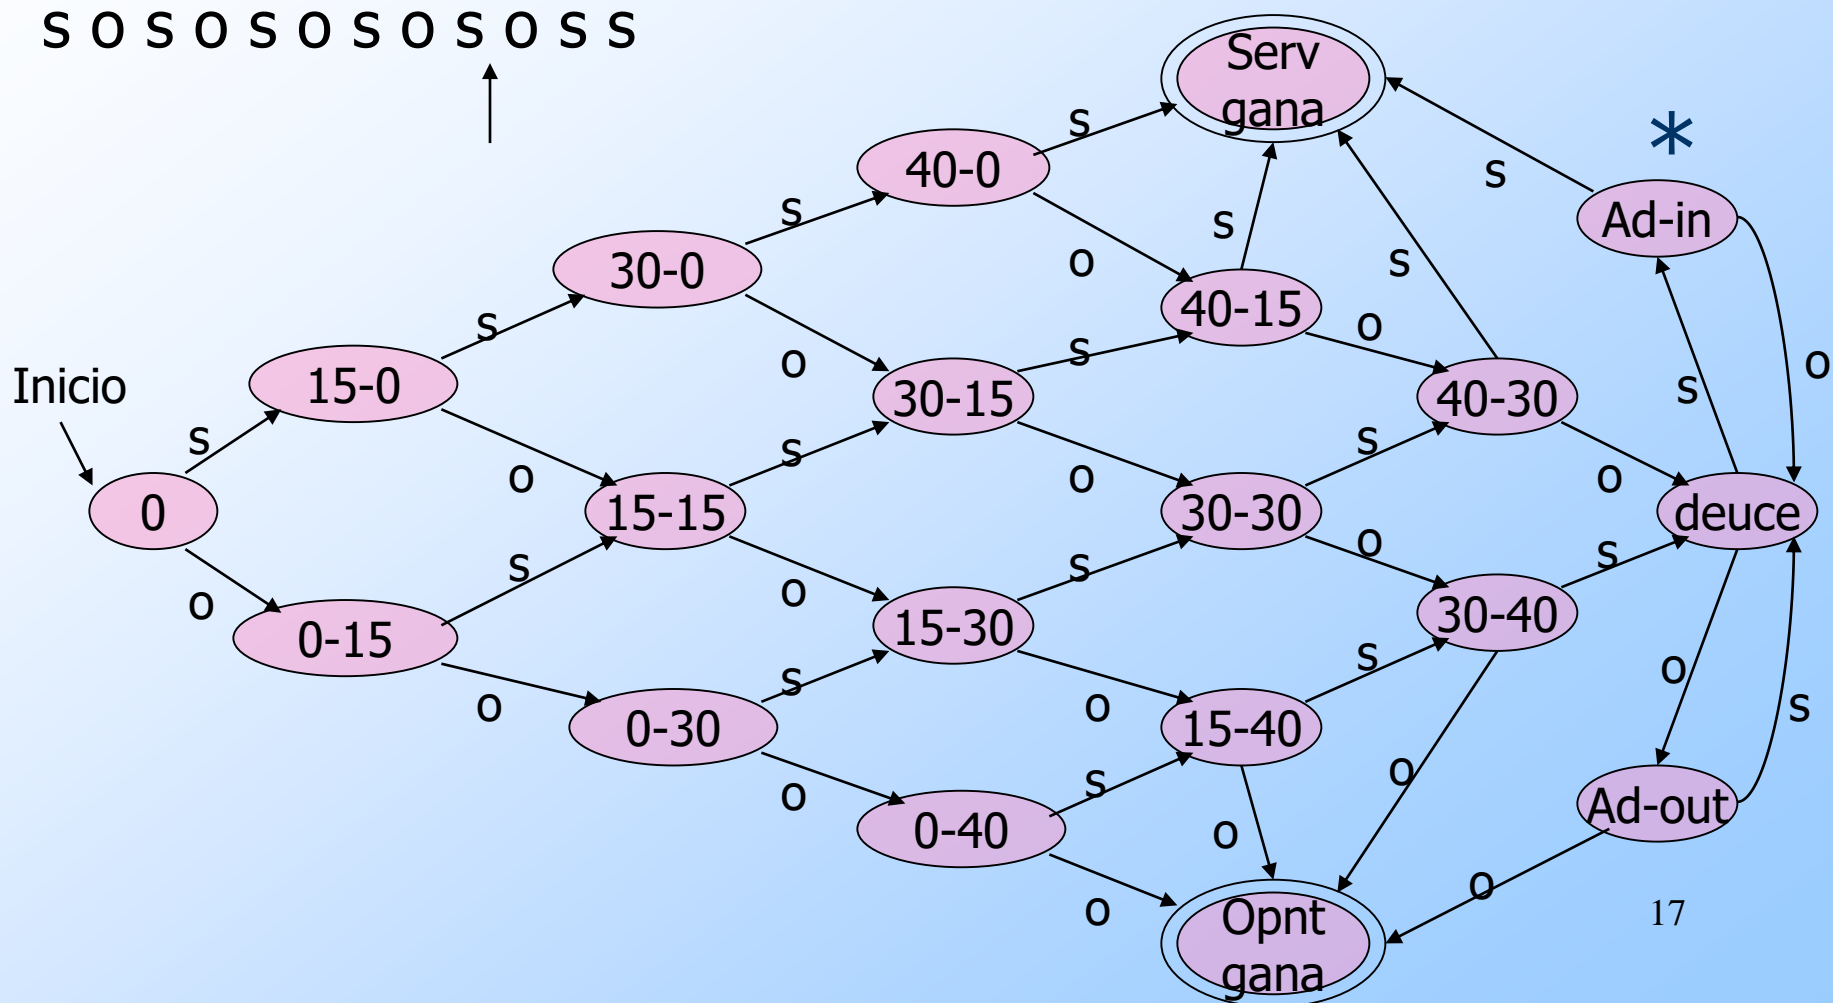 s o s o s o s o s o s s
Serv
gana
s
*
40-0
s
Ad-in
s
s
s
30-0
o
40-15
s
o
s
o
o
Inicio
15-0
30-15
40-30
s
s
s
s
o
o
o
0
15-15
30-30
deuce
s
o
s
s
o
o
0-15
15-30
30-40
s
s
o
o
o
s
0-30
15-40
o
s
o
o
0-40
o
Ad-out
o
o
Opnt
gana
17